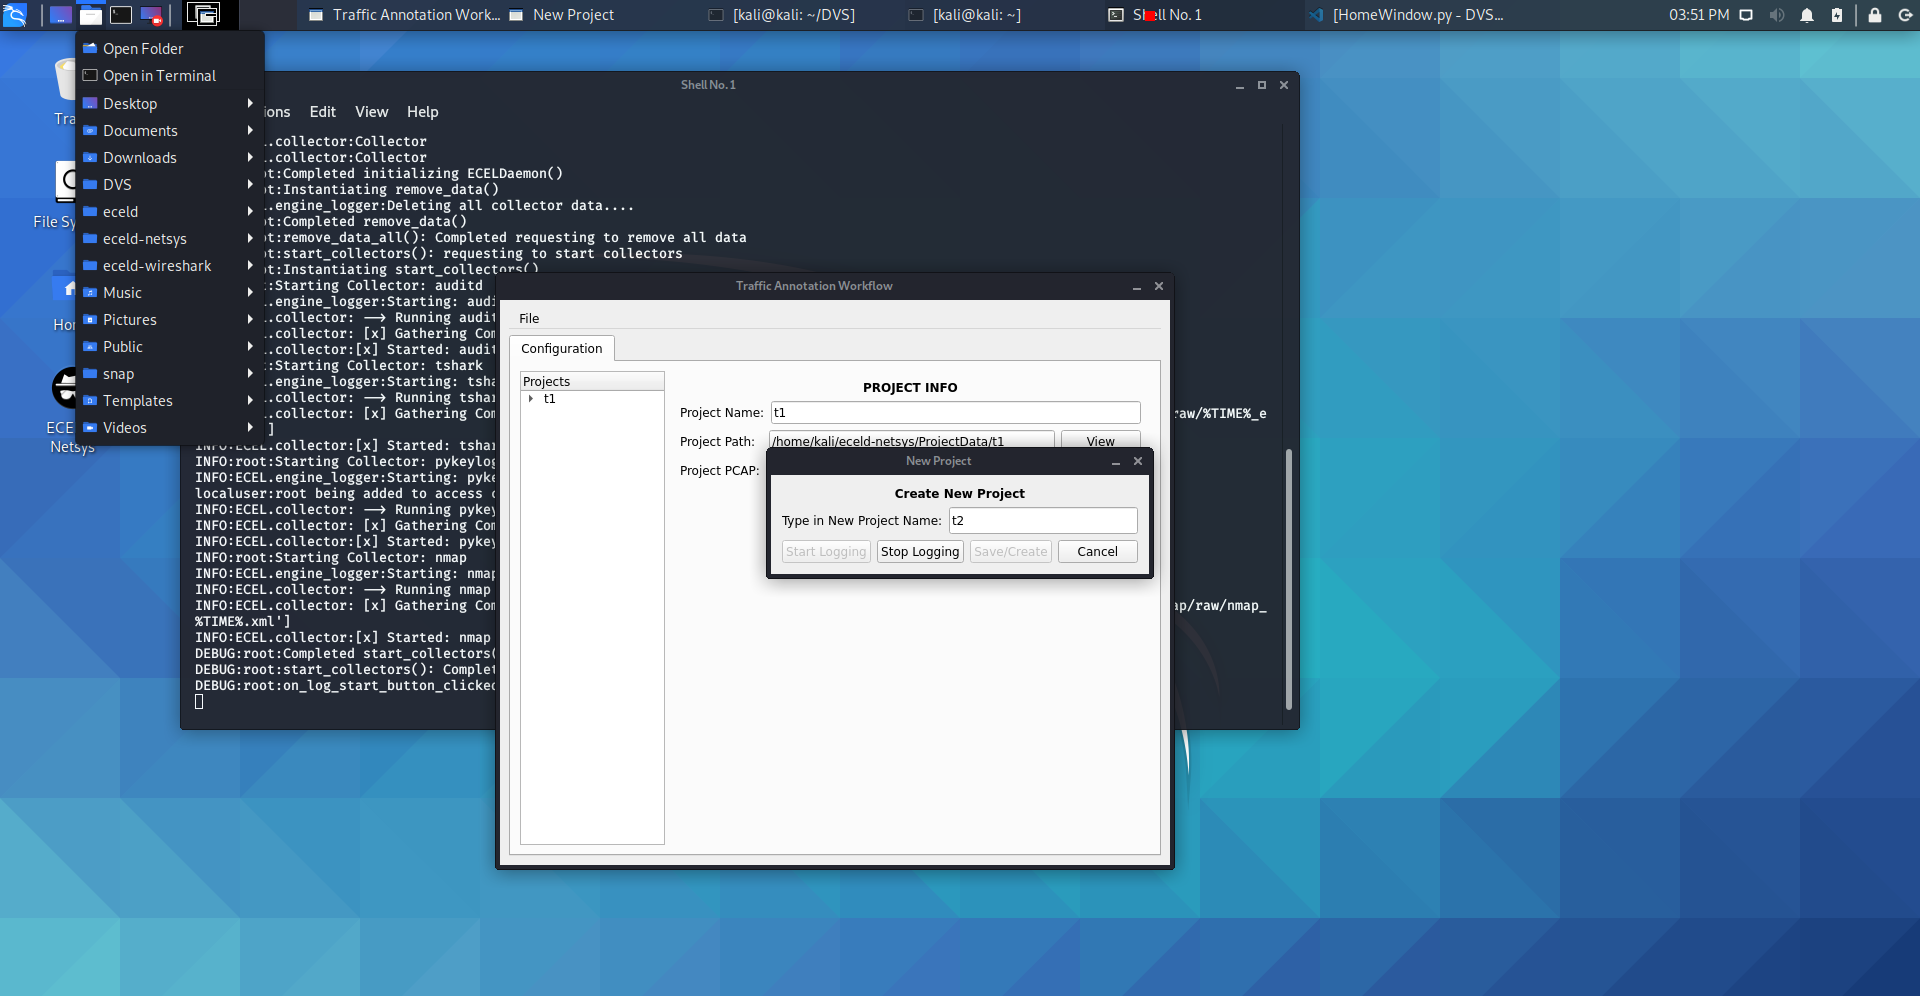 Traffic Annotation Work...
New Project
[kali@kali: ~/DVS]
[kali@kali: ~]
Shell No. 1
[HomeWindow.py - DVS...
03:51 PM
Open Folder
Open in Terminal
Desktop
Documents
Downloads
DVS
eceld
eceld-netsys
eceld-wireshark
Music
Pictures
Public
snap
Templates
Videos
Tra
File Sy
Hor
ECE
Netsys
Shell No. 1
ions Edit View Help
.collector:Collector
.collector:Collector
t:Completed initializing ECELDaemon()
t:Instantiating remove_data()
.engine_logger:Deleting all collector data....
t:Completed remove_data()
t:remove_data_all(): Completed requesting to remove all data
t:start_collectors(): requesting to start collectors
t:Instantiating start_collectors()
:Starting Collector: auditd
.engine_logger:Starting: audi
.collector: —> Running audit
.collector: [x] Gathering Com
.collector:[x] Started: audit
:Starting Collector: tshark
.engine_logger:Starting: tsha
.collector: —> Running tshar
.collector: [x] Gathering Com raw/%TIME%_e
]
INFO:ECEL.collector:[x] Started: tshar
INFO:root:Starting Collector: pykeylog
INFO:ECEL.engine_logger:Starting: pyke
localuser:root being added to access c
INFO:ECEL.collector: —> Running pykey
INFO:ECEL.collector: [x] Gathering Com
INFO:ECEL.collector:[x] Started: pykey
INFO:root:Starting Collector: nmap
INFO:ECEL.engine_logger:Starting: nmap
INFO:ECEL.collector: —> Running nmap
INFO:ECEL.collector: [x] Gathering Com ap/raw/nmap_
%TIME%.xml']
INFO:ECEL.collector:[x] Started: nmap
DEBUG:root:Completed start_collectors(
DEBUG:root:start_collectors(): Complet
DEBUG:root:on_log_start_button_clicked
Traffic Annotation Workflow
File
Configuration
Projects
t1
PROJECT INFO
Project Name: t1
Project Path: /home/kali/eceld-netsys/ProjectData/t1 View
Project PCAP:
New Project
Create New Project
Type in New Project Name: t2
Start Logging Stop Logging Save/Create Cancel